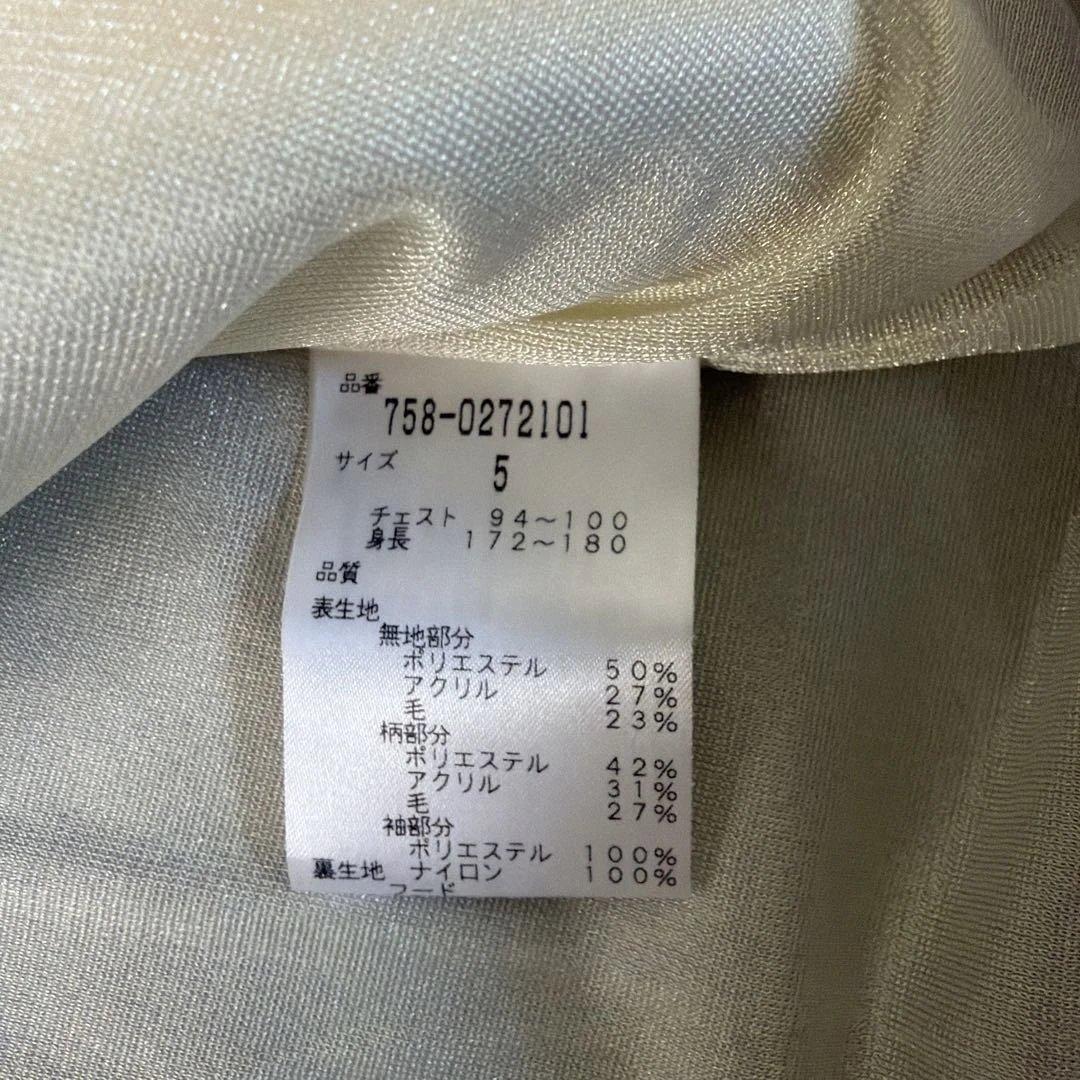 品番
758-0272101
サイズ 5
チェスト 94～100
身長 172～180
品質
表生地
無地部分
ポリエステル 50%
アクリル 27%
毛 23%
柄部分
ポリエステル 42%
アクリル 31%
毛 27%
袖部分
ポリエステル 100%
裏生地 ナイロン 100%
フード